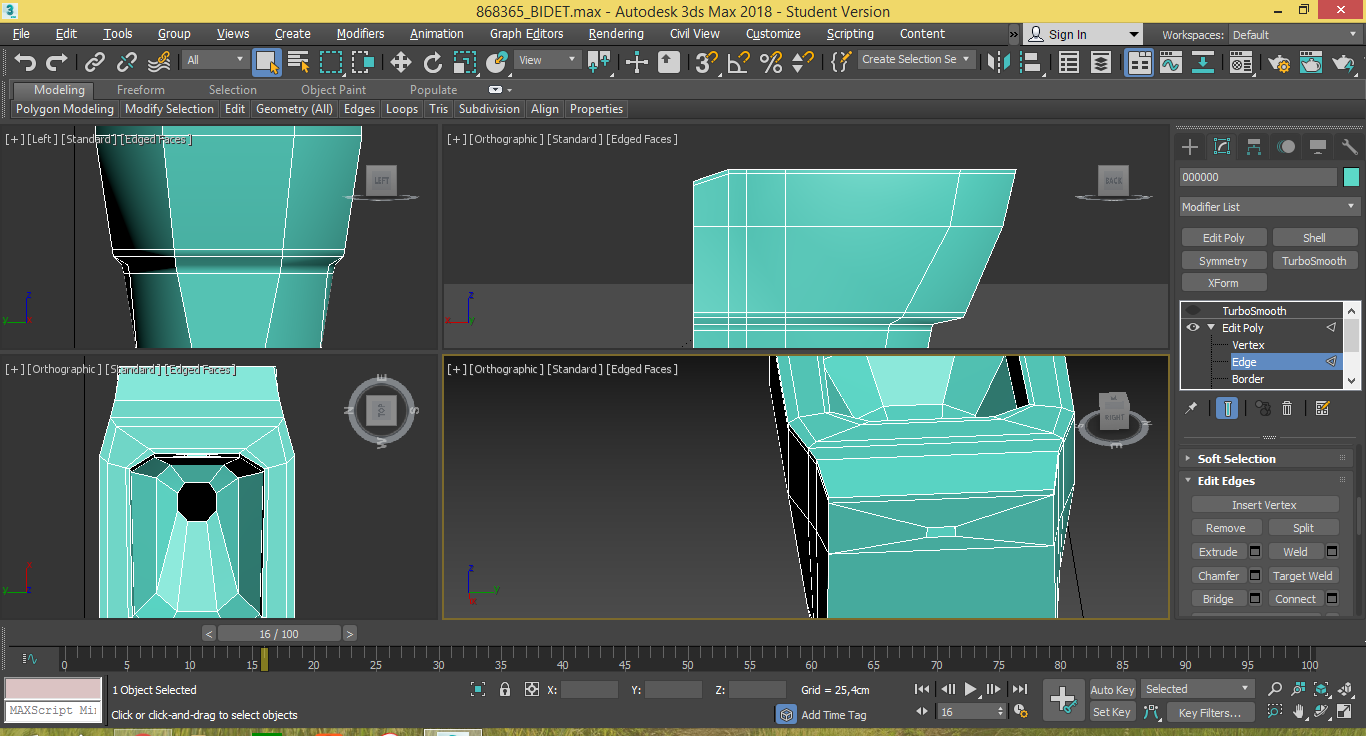 868365_BIDET.max - Autodesk 3ds Max 2018 - Student Version
File Edit Tools Group Views Create Modifiers Animation Graph Editors Rendering Civil View Customize Scripting Content » Sign In Workspaces: Default
All View Create Selection Se
Modeling Freeform Selection Object Paint Populate
Polygon Modeling Modify Selection Edit Geometry (All) Edges Loops Tris Subdivision Align Properties
[+] [Left] [Standard] [Edged Faces]
LEFT
z
y
[+] [Orthographic] [Standard] [Edged Faces]
BACK
z
x y
[+] [Orthographic] [Standard] [Edged Faces]
E
N TOP S
W
x
y z
[+] [Orthographic] [Standard] [Edged Faces]
RIGHT
E
z
y
x
000000
Modifier List
Edit Poly Shell
Symmetry TurboSmooth
XForm
TurboSmooth
Edit Poly
Vertex
Edge
Border
Soft Selection
Edit Edges
Insert Vertex
Remove Split
Extrude Weld
Chamfer Target Weld
Bridge Connect
< 16 / 100 >
0 5 10 15 20 25 30 35 40 45 50 55 60 65 70 75 80 85 90 95 100
1 Object Selected X: Y: Z: Grid = 25,4cm Auto Key Selected
MAXScript Mi
Click or click-and-drag to select objects Add Time Tag 16 Set Key Key Filters...